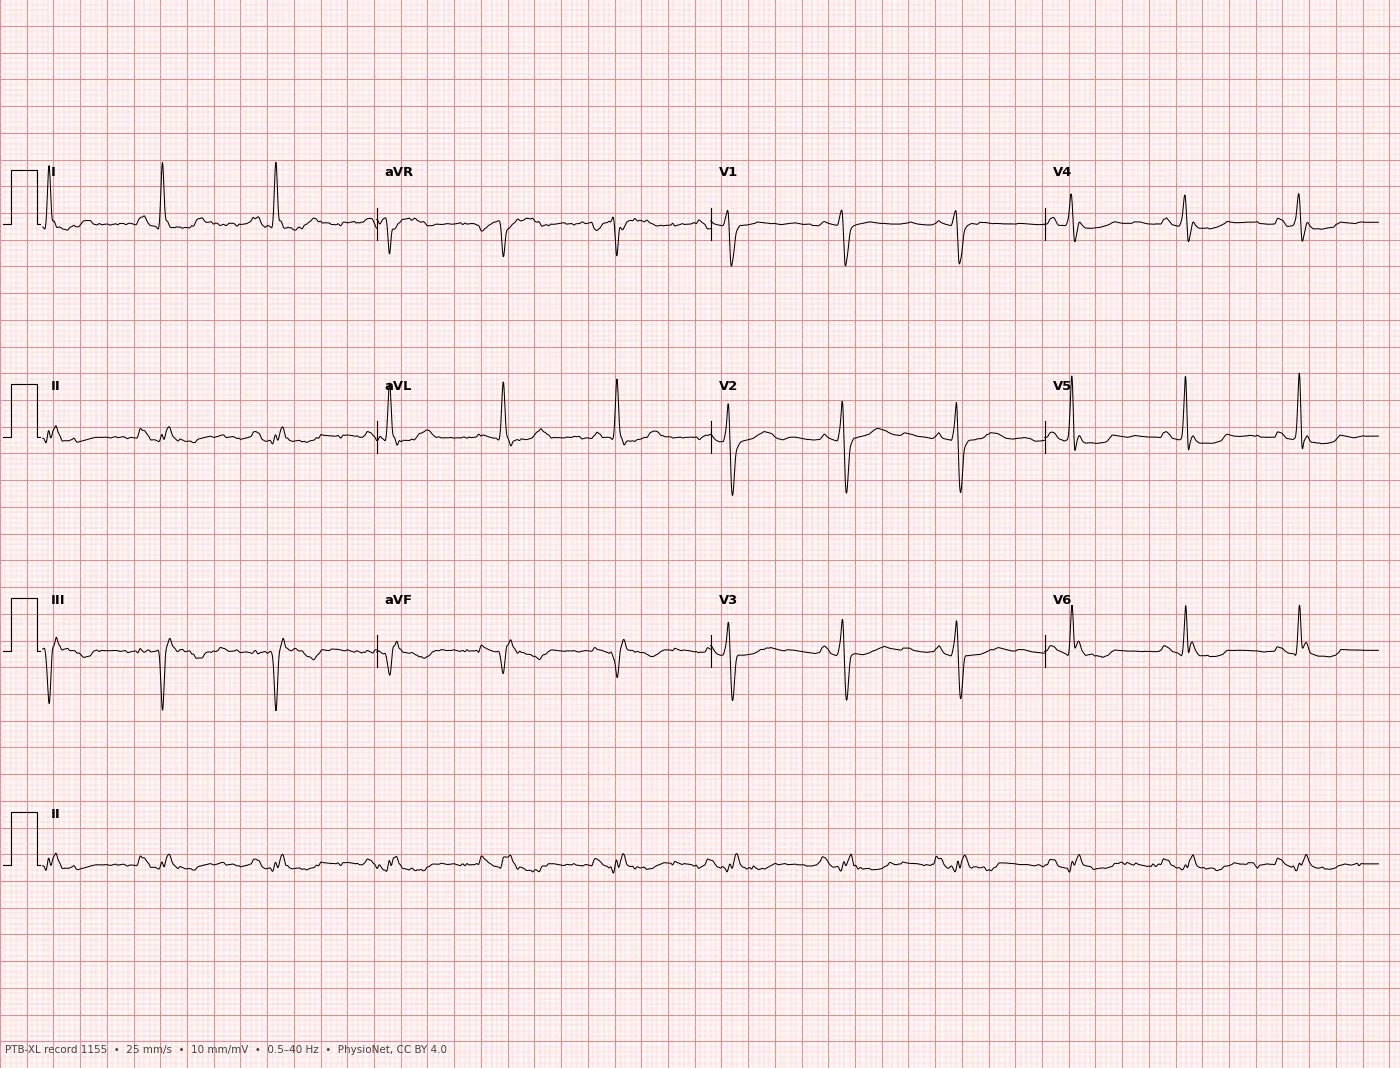 I aVR V1 V4
II aVL V2 V5
III aVF V3 V6
II
PTB-XL record 1155 • 25 mm/s • 10 mm/mV • 0.5–40 Hz • PhysioNet, CC BY 4.0